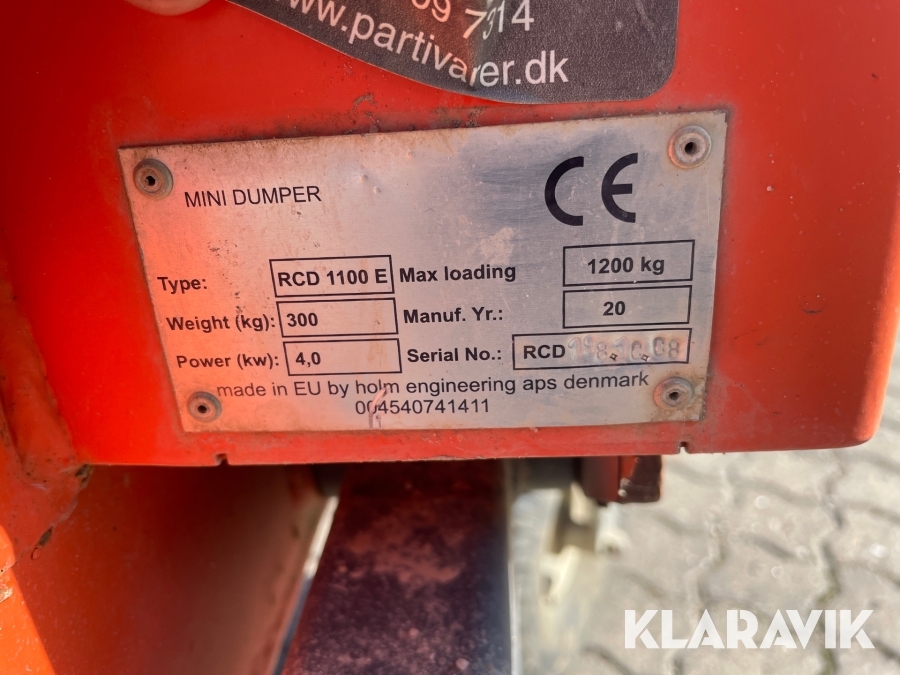 www.partivarer.dk
MINI DUMPER
CE
Type: RCD 1100 E Max loading 1200 kg
Weight (kg): 300 Manuf. Yr.: 20
Power (kw): 4,0 Serial No.: RCD
made in EU by holm engineering aps denmark
004540741411
KLARAVIK